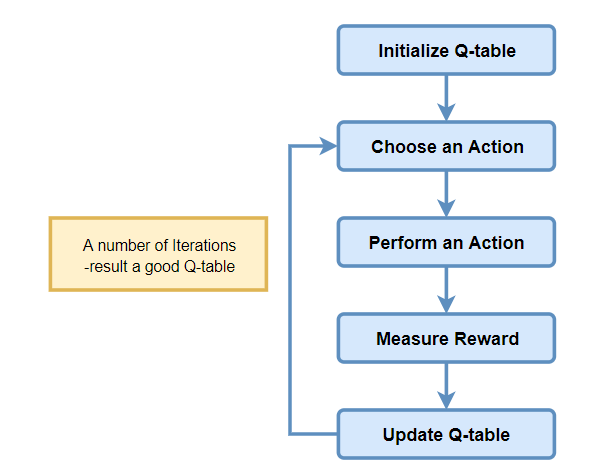 Initialize Q-table
Choose an Action
Perform an Action
A number of Iterations
-result a good Q-table
Measure Reward
Update Q-table